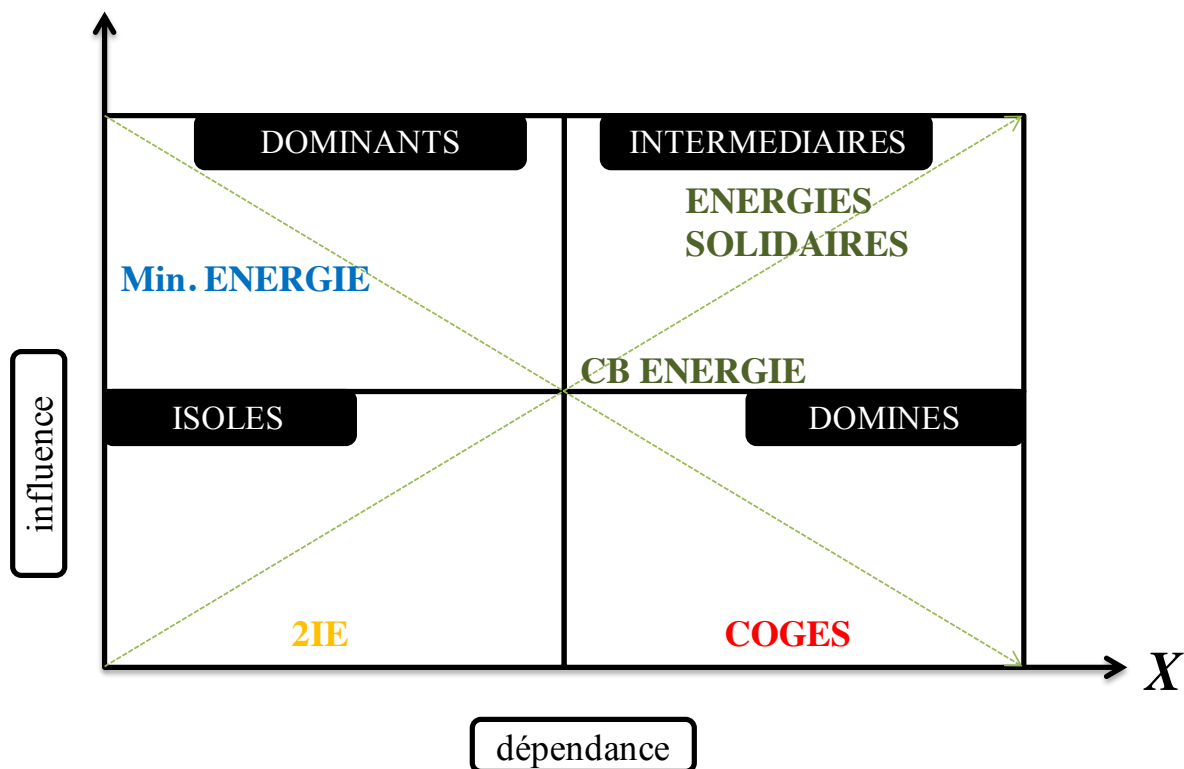 DOMINANTS
INTERMEDIAIRES
ENERGIES
SOLIDAIRES
Min. ENERGIE
CB ENERGIE
ISOLES
DOMINES
influence
2IE
COGES
X
dépendance